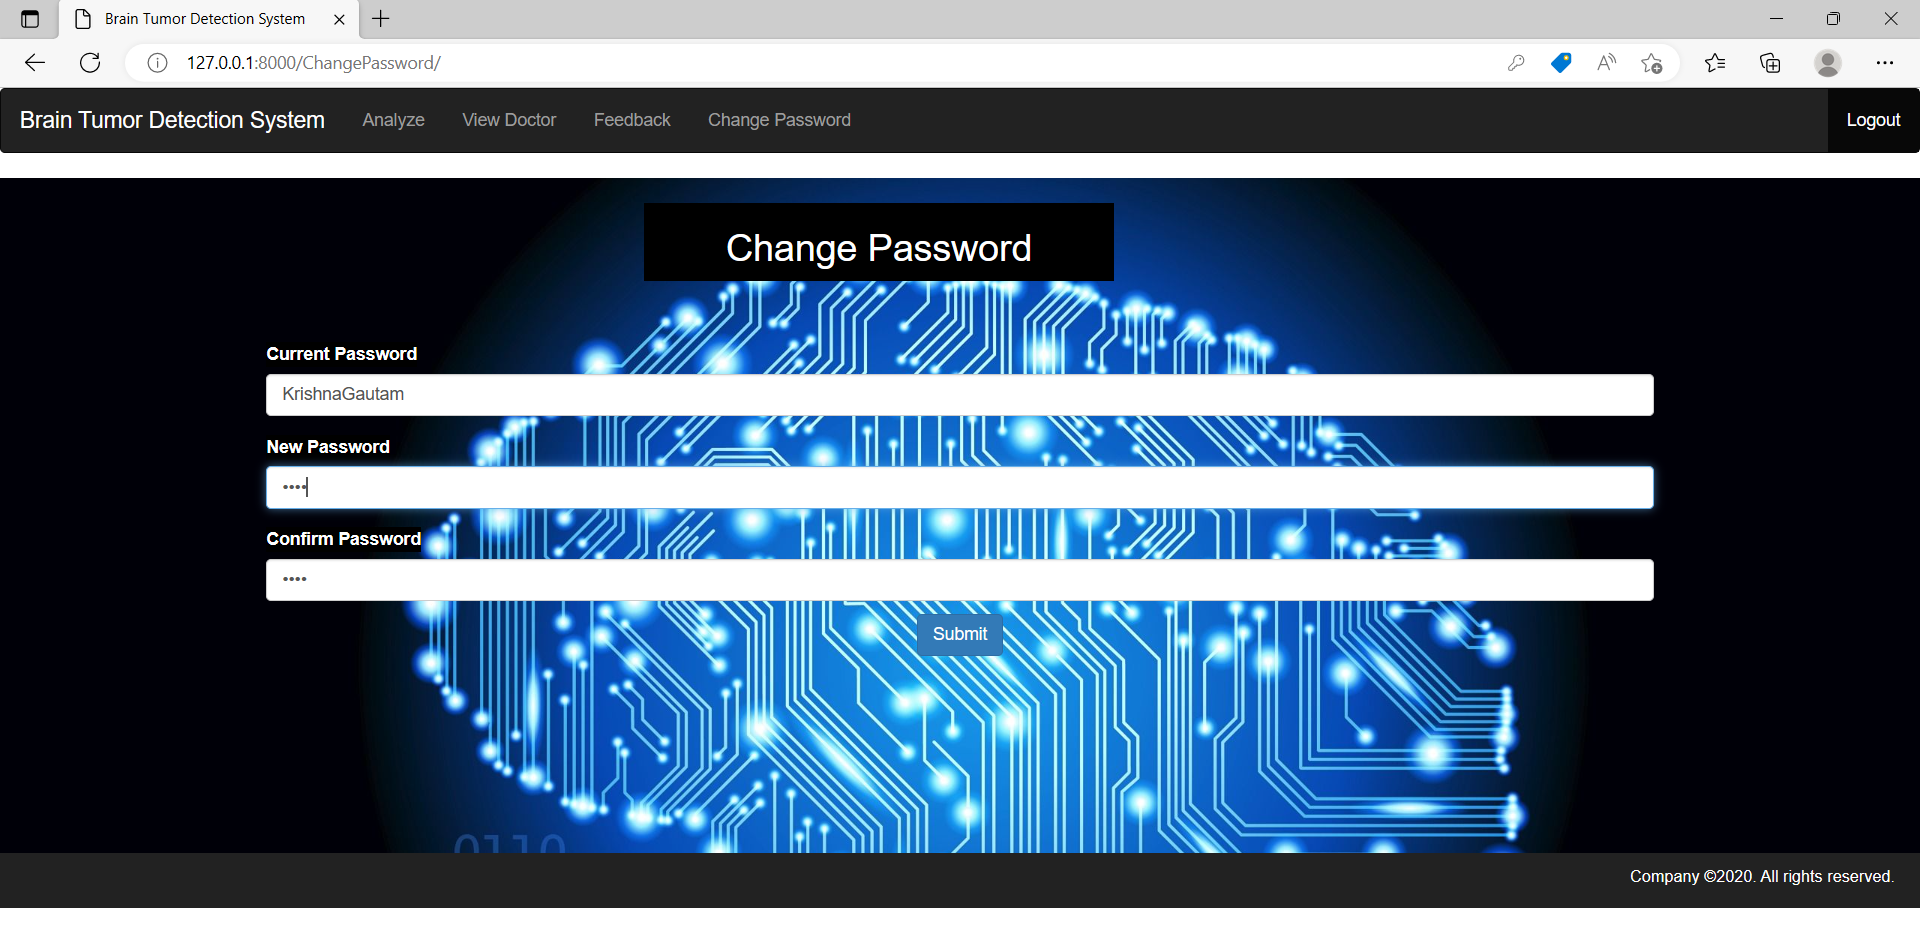 Brain Tumor Detection System
127.0.0.1:8000/ChangePassword/
Brain Tumor Detection System Analyze View Doctor Feedback Change Password Logout
Change Password
Current Password
KrishnaGautam
New Password
••••
Confirm Password
••••
Submit
0110
Company ©2020. All rights reserved.